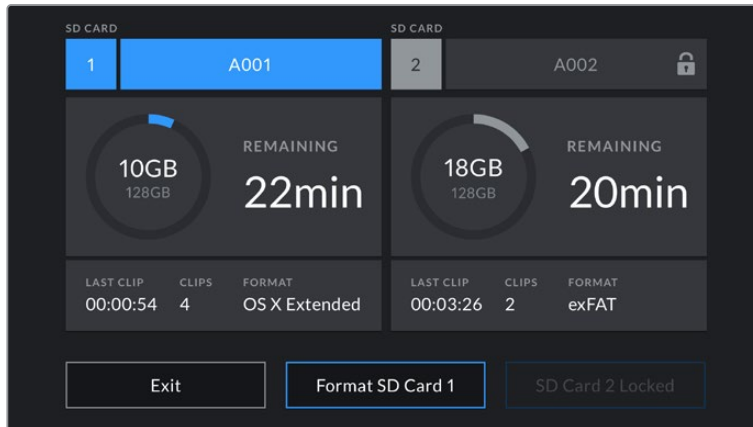 SD CARD
1 A001
10GB
128GB
REMAINING
22min
LAST CLIP CLIPS FORMAT
00:00:54 4 OS X Extended
SD CARD
2 A002
18GB
128GB
REMAINING
20min
LAST CLIP CLIPS FORMAT
00:03:26 2 exFAT
Exit
Format SD Card 1
SD Card 2 Locked